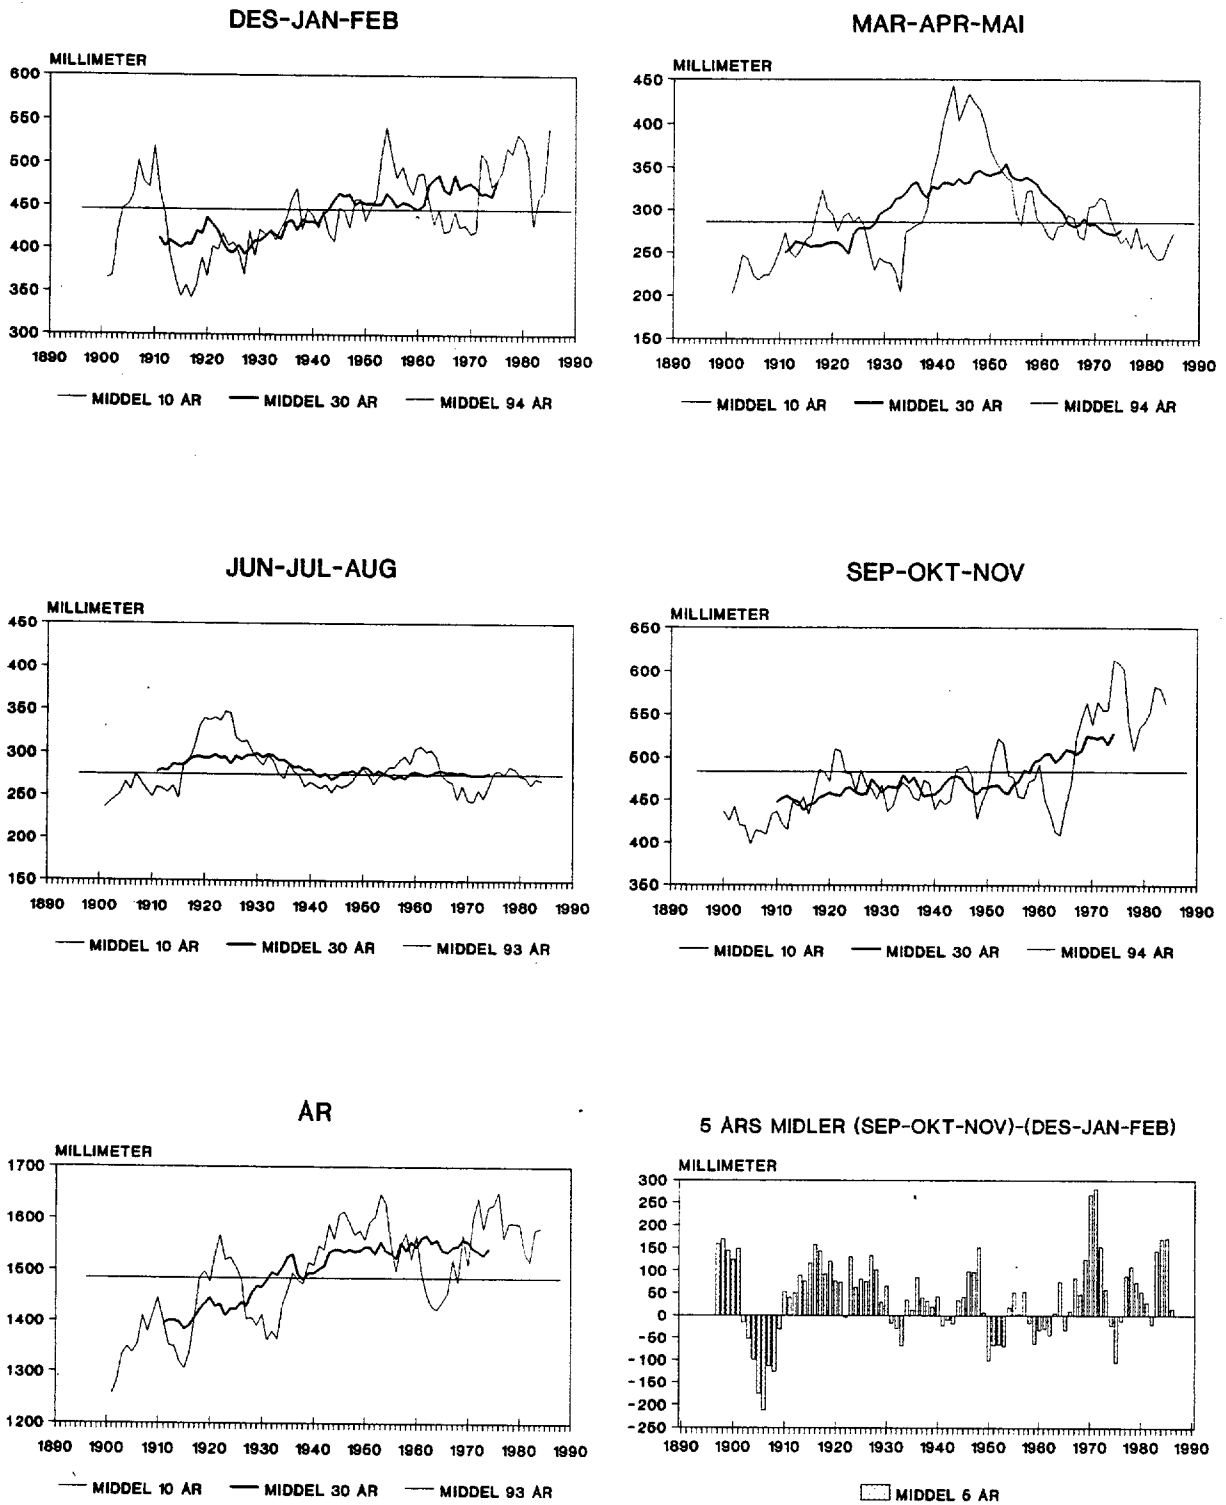 DES-JAN-FEB
MILLIMETER
600
550
500
450
400
350
300
1890 1900 1910 1920 1930 1940 1950 1960 1970 1980 1990
MIDDEL 10 ÅR MIDDEL 30 ÅR MIDDEL 94 ÅR
MAR-APR-MAI
MILLIMETER
450
400
350
300
250
200
150
1890 1900 1910 1920 1930 1940 1950 1960 1970 1980 1990
MIDDEL 10 ÅR MIDDEL 30 ÅR MIDDEL 94 ÅR
JUN-JUL-AUG
MILLIMETER
450
400
350
300
250
200
150
1890 1900 1910 1920 1930 1940 1950 1960 1970 1980 1990
MIDDEL 10 ÅR MIDDEL 30 ÅR MIDDEL 93 ÅR
SEP-OKT-NOV
MILLIMETER
650
600
550
500
450
400
350
1890 1900 1910 1920 1930 1940 1950 1960 1970 1980 1990
MIDDEL 10 ÅR MIDDEL 30 ÅR MIDDEL 94 ÅR
ÅR
MILLIMETER
1700
1600
1500
1400
1300
1200
1890 1900 1910 1920 1930 1940 1950 1960 1970 1980 1990
MIDDEL 10 ÅR MIDDEL 30 ÅR MIDDEL 93 ÅR
5 ÅRS MIDLER (SEP-OKT-NOV)-(DES-JAN-FEB)
MILLIMETER
300
250
200
150
100
50
0
-50
-100
-150
-200
-250
1890 1900 1910 1920 1930 1940 1950 1960 1970 1980 1990
MIDDEL 5 ÅR